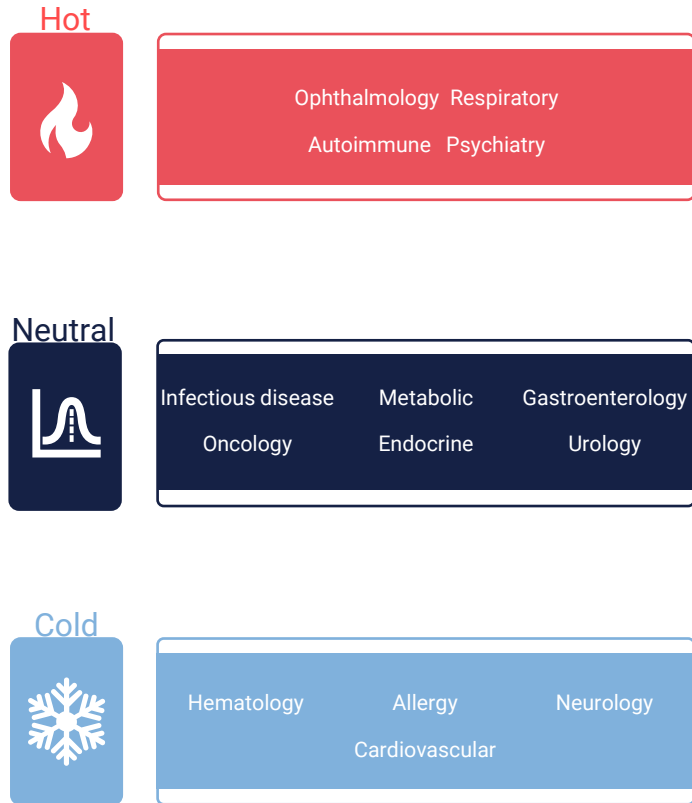 Hot
Ophthalmology Respiratory
Autoimmune Psychiatry
Neutral
Infectious disease Metabolic Gastroenterology
Oncology Endocrine Urology
Cold
Hematology Allergy Neurology
Cardiovascular